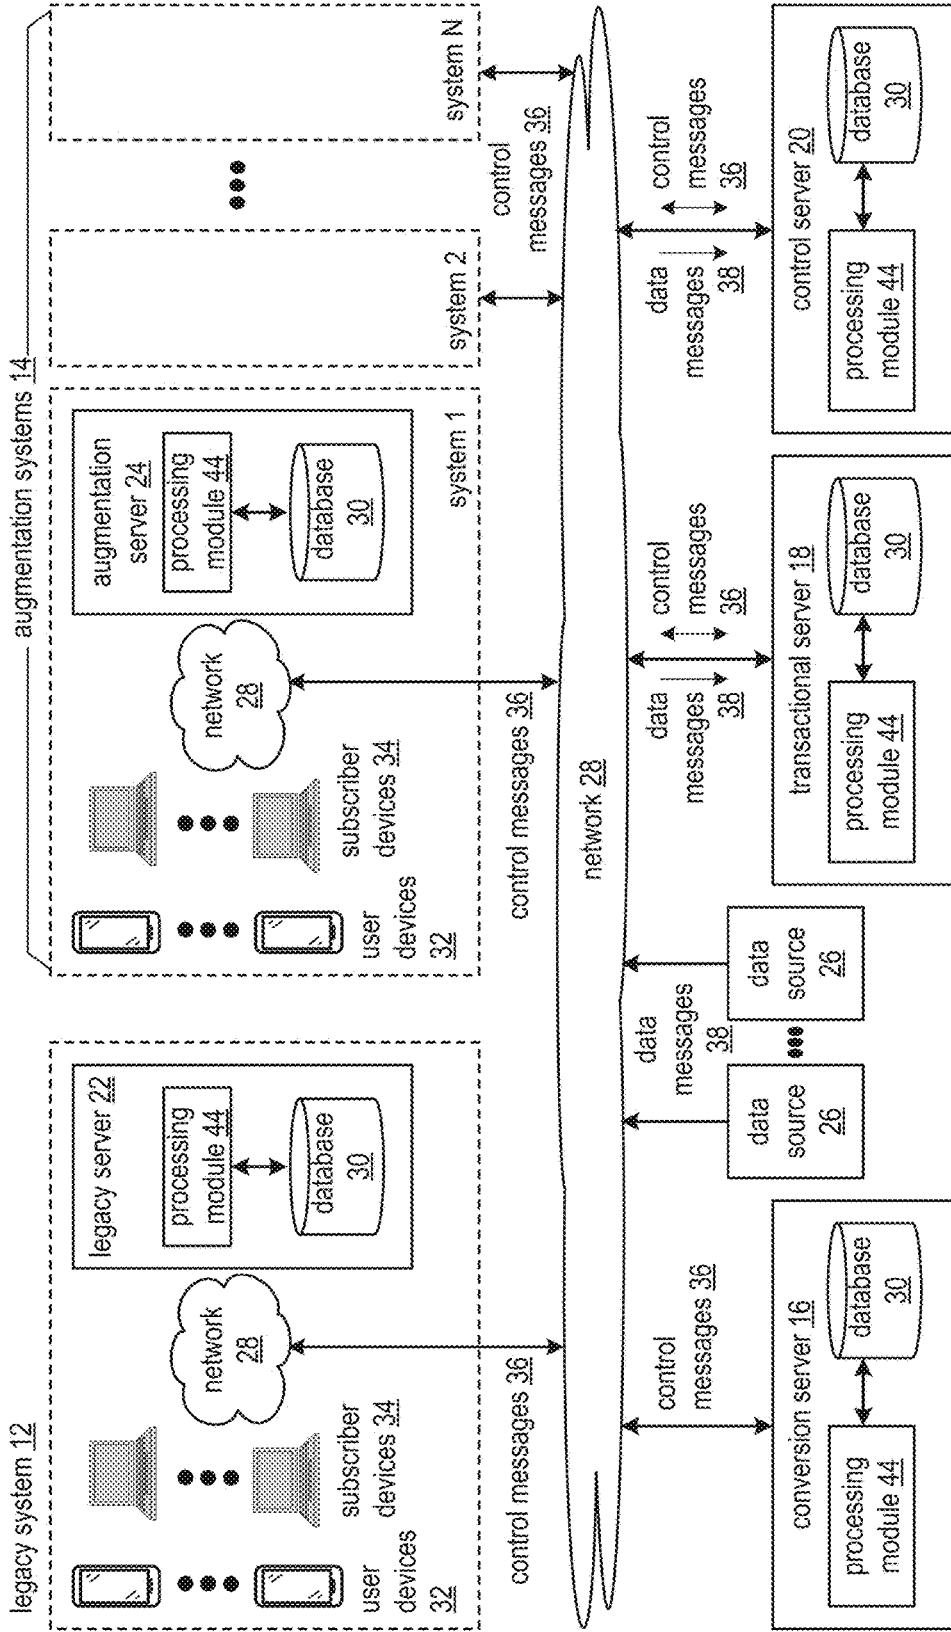 legacy system 12
user
devices
32
subscriber
devices 34
network
28
legacy server 22
processing
module 44
database
30
control messages 36
augmentation systems 14
user
devices
32
subscriber
devices 34
network
28
augmentation
server 24
processing
module 44
database
30
system 1
control messages 36
system 2
system N
control
messages 36
network 28
control
messages 36
data
messages
38
data
messages
38
control
messages
36
data
messages
38
control
messages
36
conversion server 16
processing
module 44
database
30
data
source
26
data
source
26
transactional server 18
processing
module 44
database
30
control server 20
processing
module 44
database
30